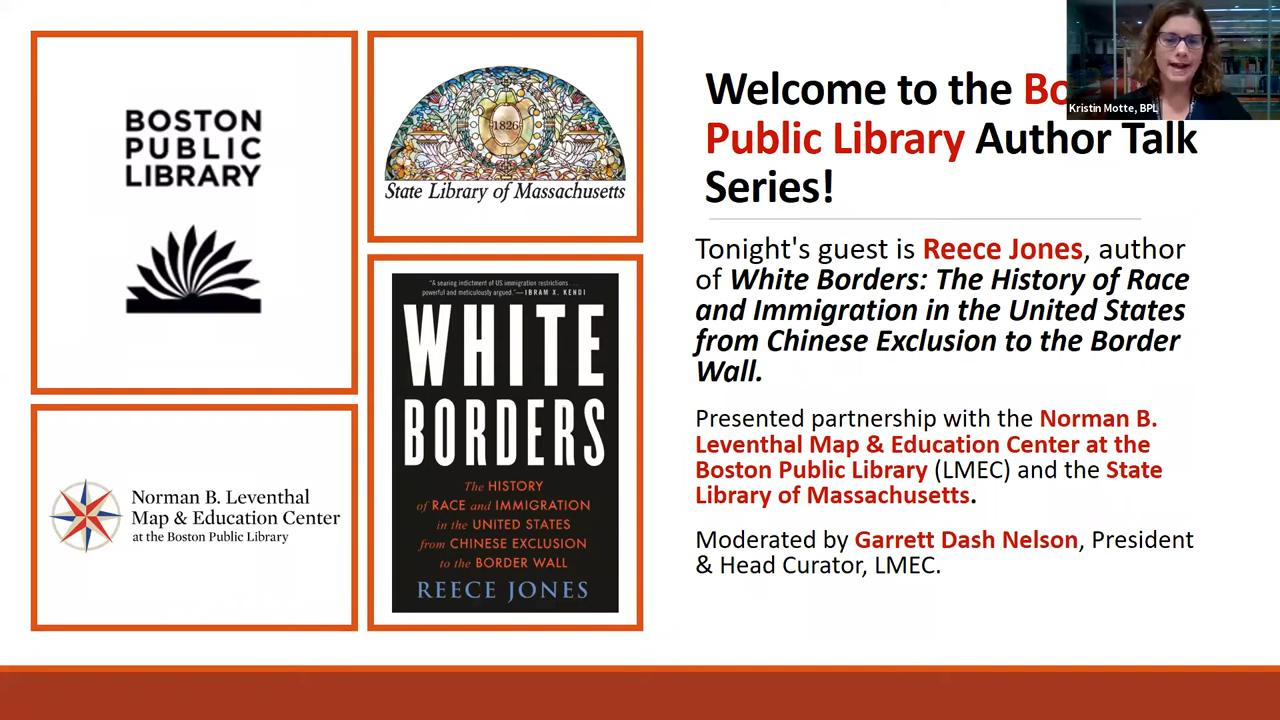 BOSTON
PUBLIC
LIBRARY
1826
State Library of Massachusetts
Norman B. Leventhal
Map & Education Center
at the Boston Public Library
"A searing indictment of US immigration restrictions . . .
powerful and meticulously argued."—IBRAM X. KENDI
WHITE
BORDERS
The HISTORY
of RACE and IMMIGRATION
in the UNITED STATES
from CHINESE EXCLUSION
to the BORDER WALL
REECE JONES
Welcome to the Bo
Public Library Author Talk
Series!
Tonight's guest is Reece Jones, author
of White Borders: The History of Race
and Immigration in the United States
from Chinese Exclusion to the Border
Wall.
Presented partnership with the Norman B.
Leventhal Map & Education Center at the
Boston Public Library (LMEC) and the State
Library of Massachusetts.
Moderated by Garrett Dash Nelson, President
& Head Curator, LMEC.
Kristin Motte, BPL